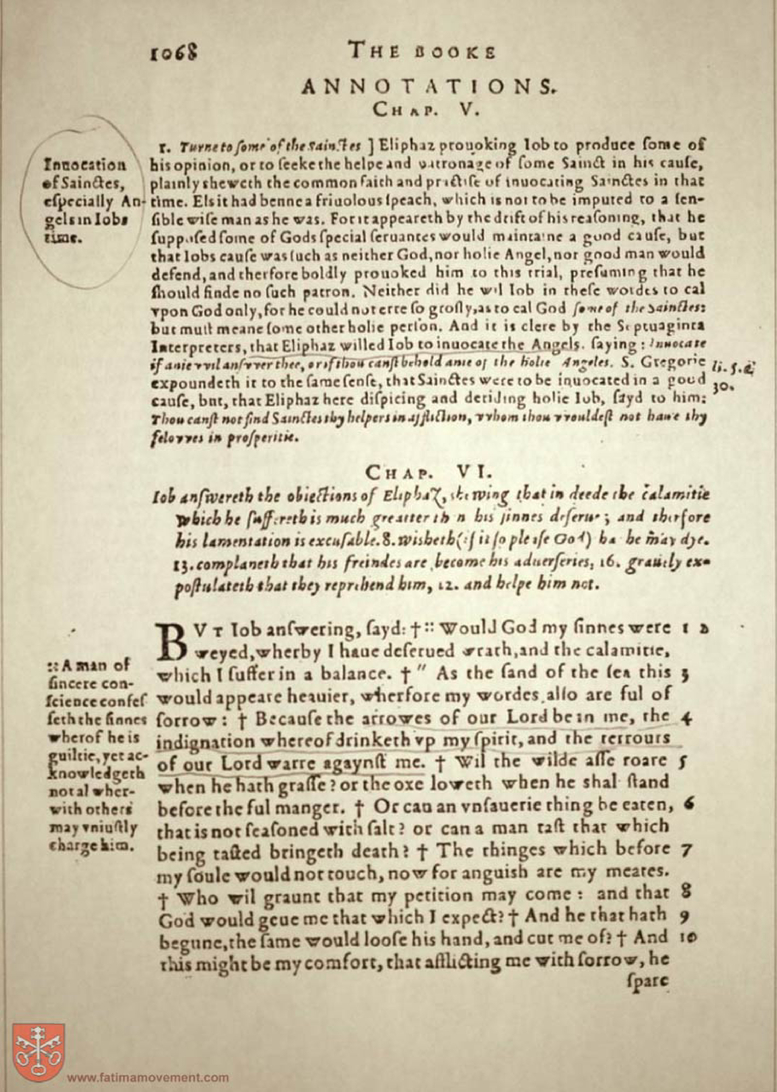 1068 THE BOOKE
ANNOTATIONS.
CHAP. V.
1. Turne to some of the Sainctes ] Eliphaz prouoking Iob to produce some of
his opinion, or to seeke the helpe and patronage of some Sainct in his cause,
plainly sheweth the common faith and practise of inuocating Sainctes in that
time. Els it had benne a friuolous speach, which is not to be imputed to a sen-
sible wise man as he was. For it appeareth by the drift of his reasoning, that he
supposed some of Gods special seruantes would maintaine a good cause, but
that Iobs cause was such as neither God, nor holie Angel, nor good man would
defend, and therfore boldly prouoked him to this trial, presuming that he
should finde no such patron. Neither did he wil Iob in these wordes to cal
vpon God only, for he could not erre so grosly, as to cal God some of the Sainctes:
but must meane some other holie person. And it is clere by the Septuaginta
Interpreters, that Eliphaz willed Iob to inuocate the Angels. saying: Inuocate
if anie vvil ansvver thee, or if thou canst behold anie of the holie Angeles. S. Gregorie
expoundeth it to the same sense, that Sainctes were to be inuocated in a good
cause, but, that Eliphaz here dispicing and deriding holie Iob, sayd to him:
Thou canst not find Sainctes thy helpers in affliction, vvhom thou vvouldest not haue thy
felovves in prosperitie.
Inuocation
of Sainctes,
especially An-
gels in Iobs
time.
li. 5. c.
30.
CHAP. VI.
Iob answereth the obiections of Eliphaz, shewing that in deede the calamitie
which he suffereth is much greatter then his sinnes deserue; and therfore
his lamentation is excusable. 8. wisheth (if it so please God) that he may dye.
13. complaneth that his freindes are become his aduerseries, 16. grauely ex-
postulateth that they reprehend him, 22. and helpe him not.
BVT Iob answering, sayd: † :: Would God my sinnes were 1 2
weyed, wherby I haue deserued wrath, and the calamitie,
which I suffer in a balance. † " As the sand of the sea this 3
would appeare heauier, wherfore my wordes also are ful of
sorrow: † Because the arrowes of our Lord be in me, the 4
indignation whereof drinketh vp my spirit, and the terrours
of our Lord warre agaynst me. † Wil the wilde asse roare 5
when he hath grasse? or the oxe loweth when he shal stand
before the ful manger. † Or can an vnsauerie thing be eaten, 6
that is not seasoned with salt? or can a man tast that which
being tasted bringeth death? † The thinges which before 7
my soule would not touch, now for anguish are my meates.
† Who wil graunt that my petition may come: and that 8
God would geue me that which I expect? † And he that hath 9
begune, the same would loose his hand, and cut me of? † And 10
this might be my comfort, that afflicting me with sorrow, he
spare
:: A man of
sincere con-
science confes
seth the sinnes
wherof he is
guiltie, yet ac-
knowledgeth
not al wher-
with others
may vniustly
charge him.
www.fatimamovement.com